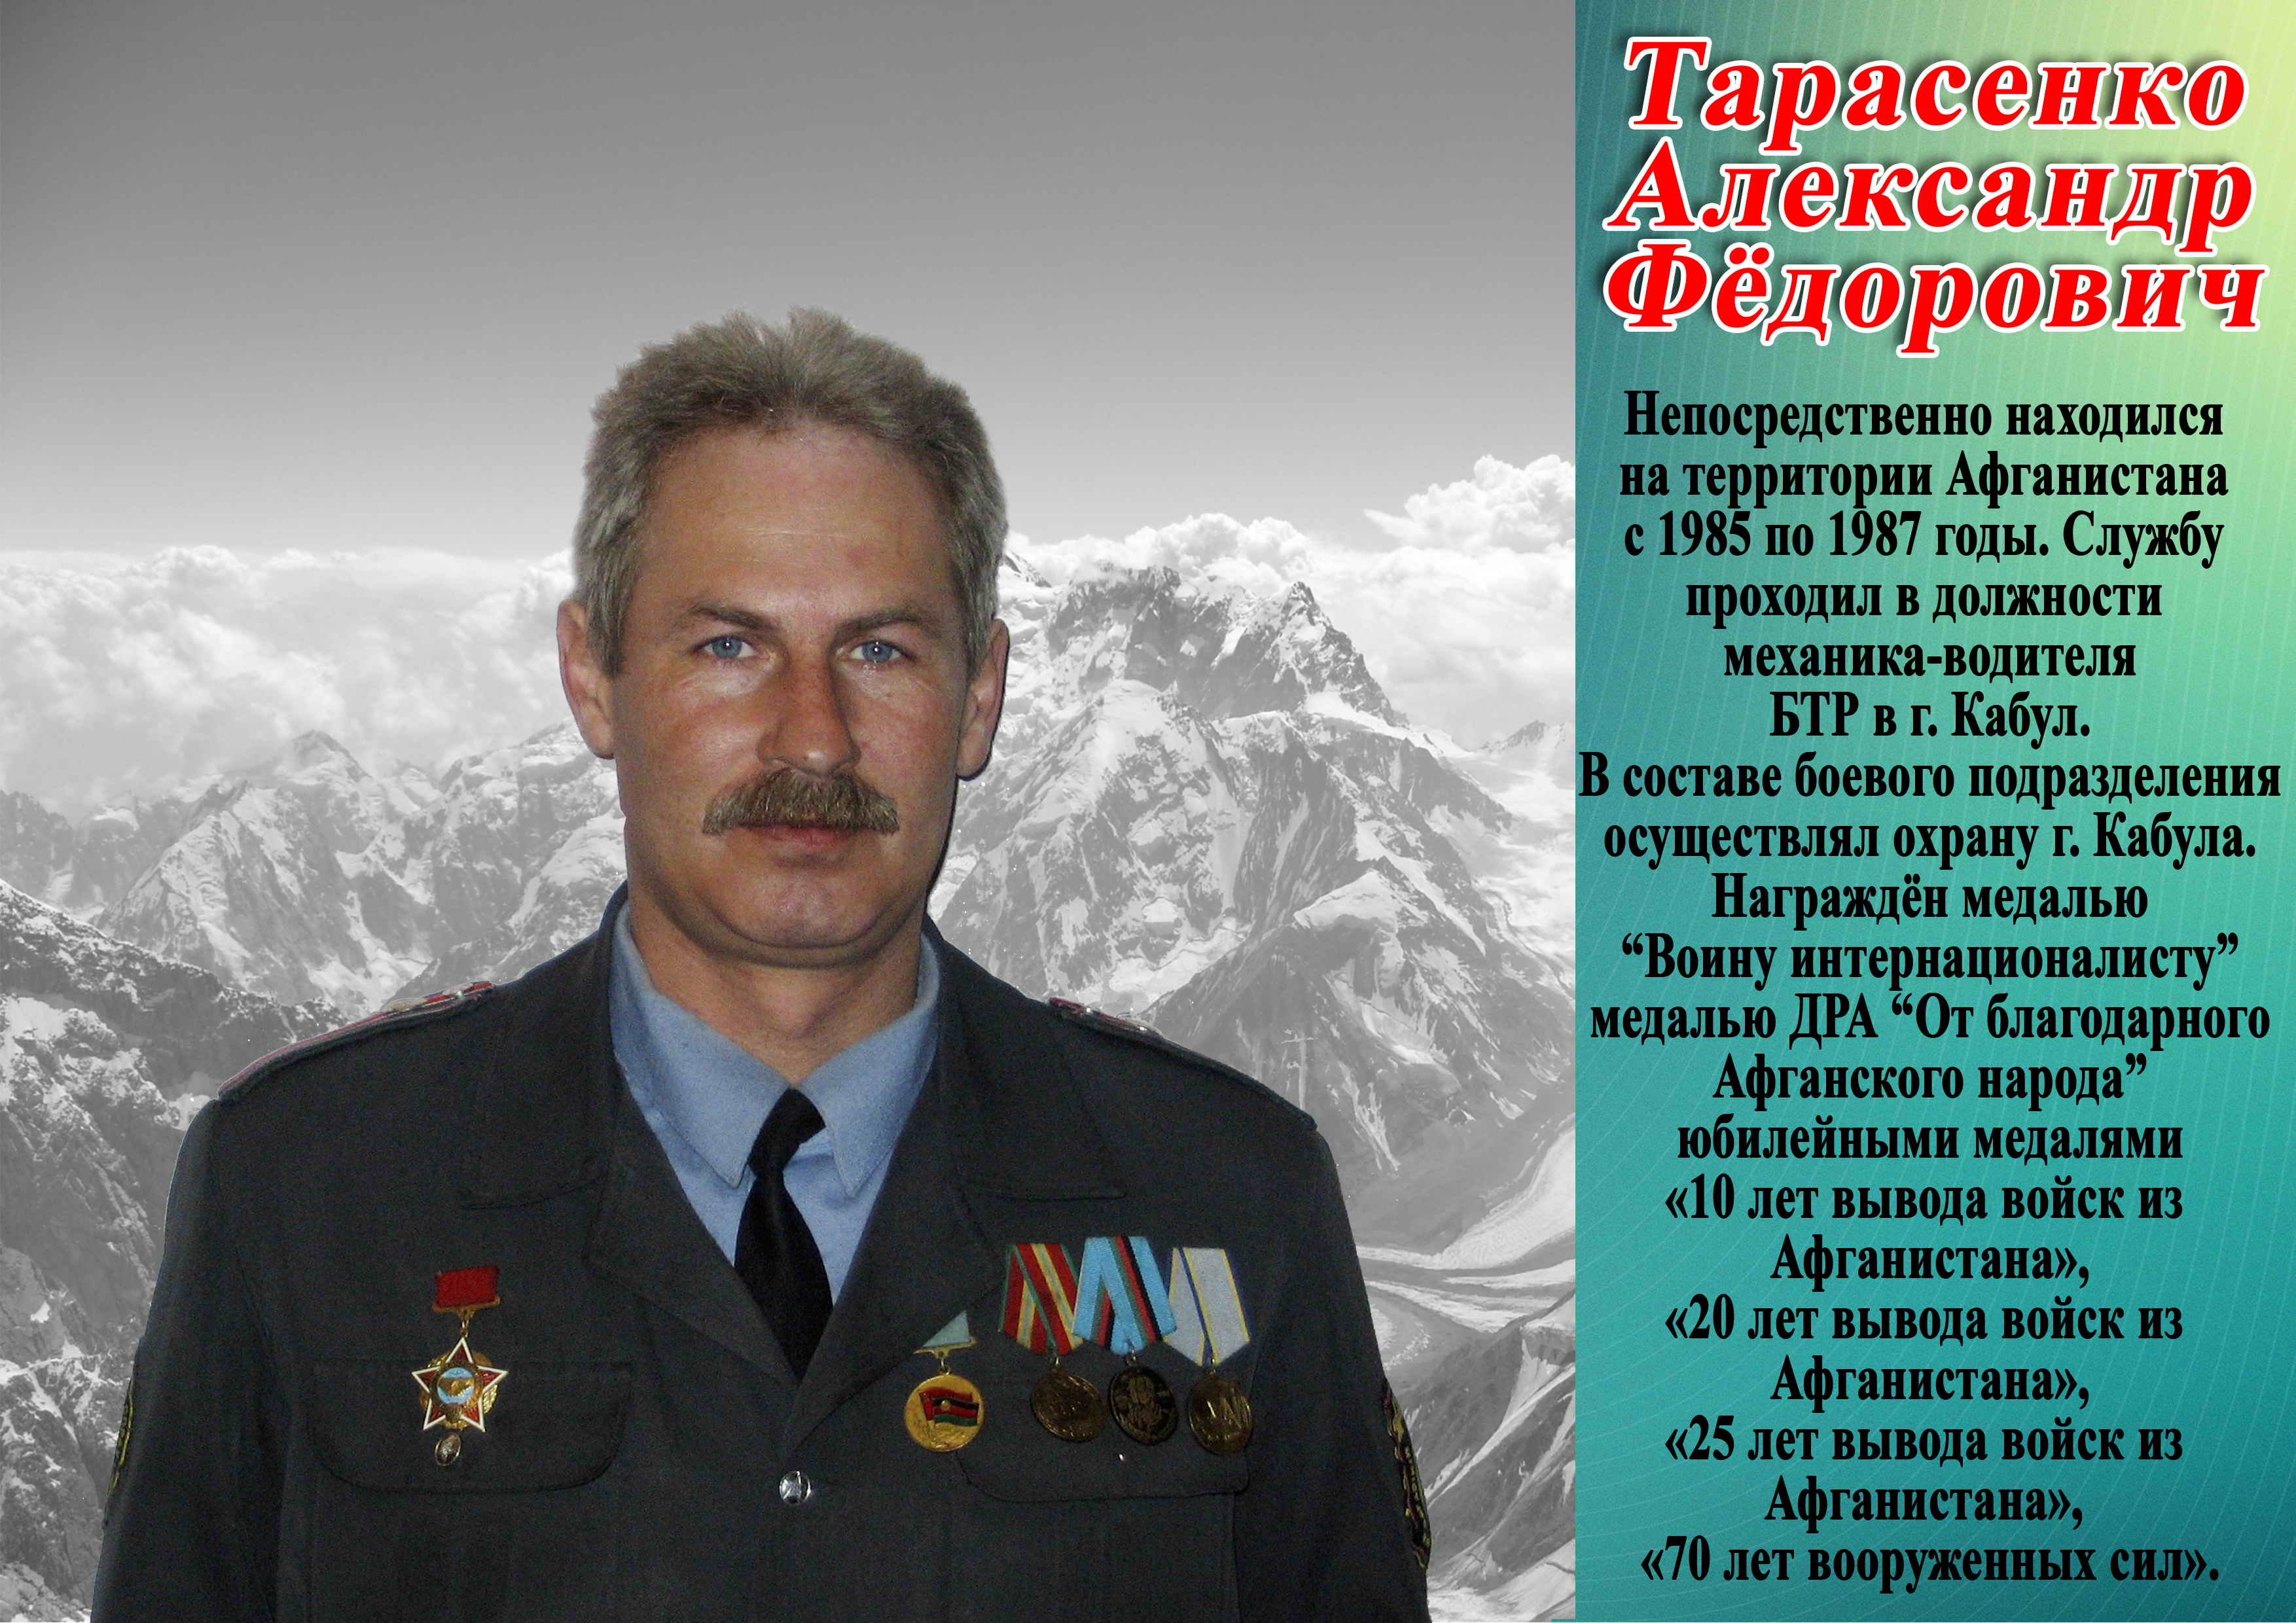 Тарасенко
Александр
Фёдорович
Непосредственно находился
на территории Афганистана
с 1985 по 1987 годы. Службу
проходил в должности
механика-водителя
БТР в г. Кабул.
В составе боевого подразделения
осуществлял охрану г. Кабула.
Награждён медалью
“Воину интернационалисту”
медалью ДРА “От благодарного
Афганского народа”
юбилейными медалями
«10 лет вывода войск из
Афганистана»,
«20 лет вывода войск из
Афганистана»,
«25 лет вывода войск из
Афганистана»,
«70 лет вооруженных сил».